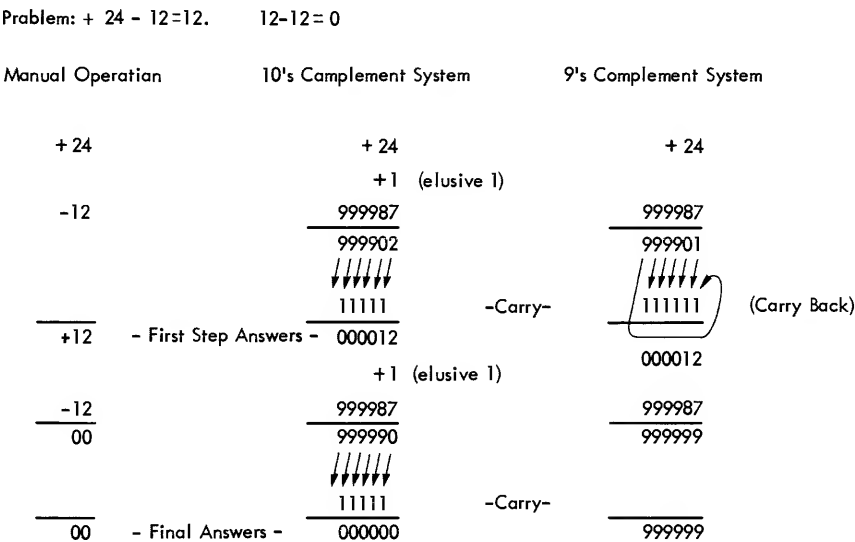 Prablem: + 24 - 12=12. 12-12= 0
Manual Operation 10's Camplement System 9's Complement System
+ 24 + 24 + 24
+1 (elusive 1)
-12 999987 999987
999902 999901
11111 -Carry- 111111 (Carry Back)
+12 - First Step Answers - 000012
000012
+1 (elusive 1)
-12 999987 999987
00 999990 999999
11111 -Carry-
00 - Final Answers - 000000 999999